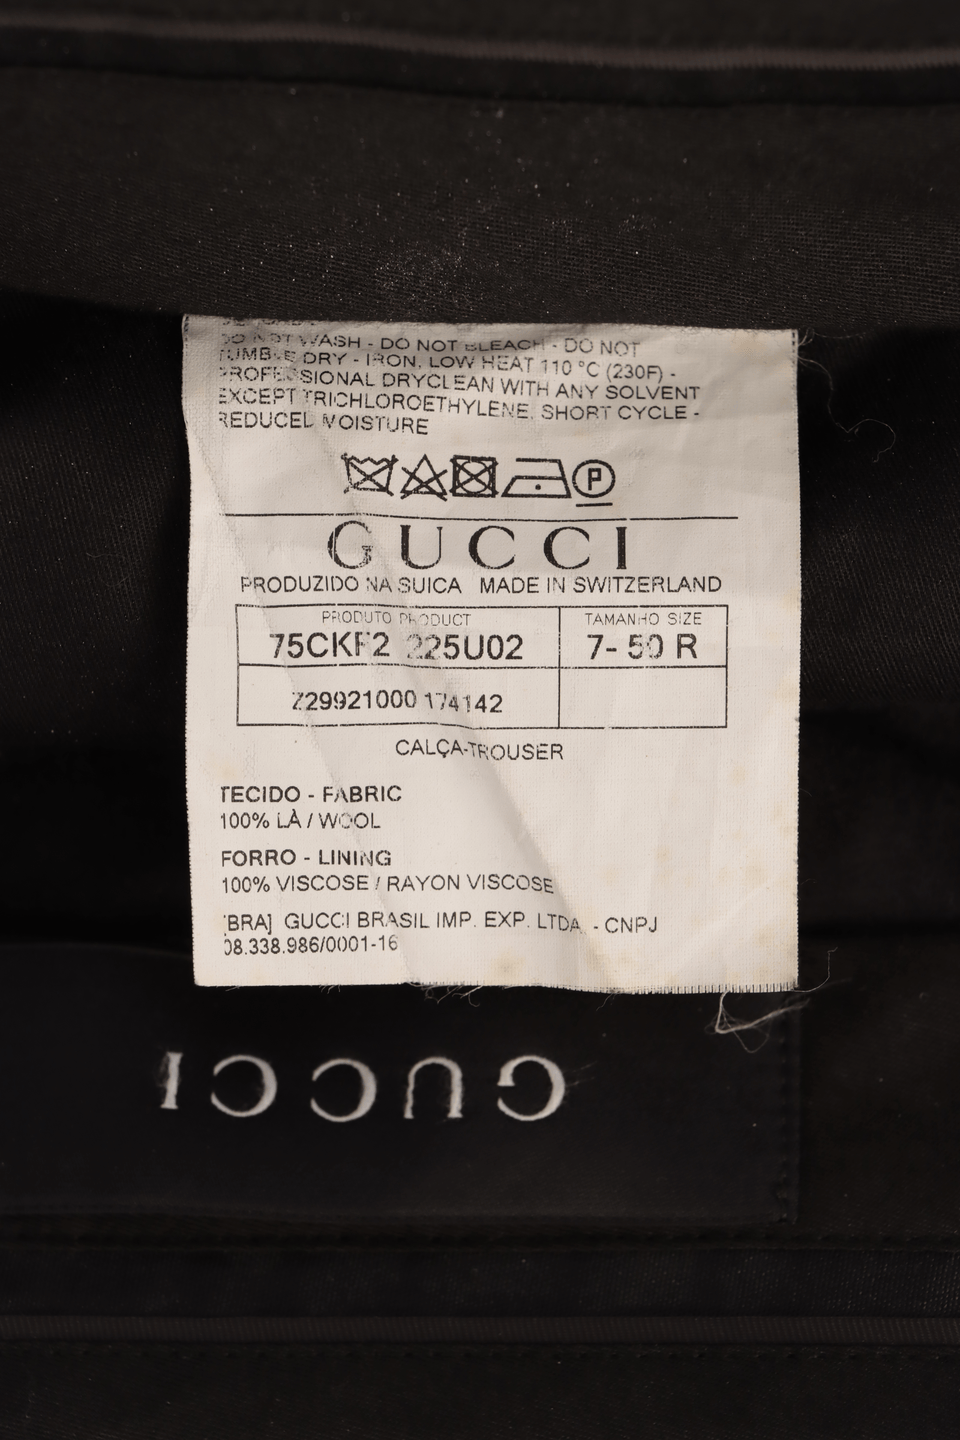 DO NOT WASH - DO NOT BLEACH - DO NOT
TUMBLE DRY - IRON, LOW HEAT 110 °C (230F) -
PROFESSIONAL DRYCLEAN WITH ANY SOLVENT
EXCEPT TRICHLOROETHYLENE, SHORT CYCLE -
REDUCED MOISTURE
P
GUCCI
PRODUZIDO NA SUICA MADE IN SWITZERLAND
PRODUTO PRODUCT TAMANHO SIZE
75CKF2 225U02 7- 50 R
Z29921000 174142
CALÇA-TROUSER
TECIDO - FABRIC
100% LÀ / WOOL
FORRO - LINING
100% VISCOSE / RAYON VISCOSE
[BRA] GUCCI BRASIL IMP. EXP. LTDA. - CNPJ
08.338.986/0001-16
GUCCI